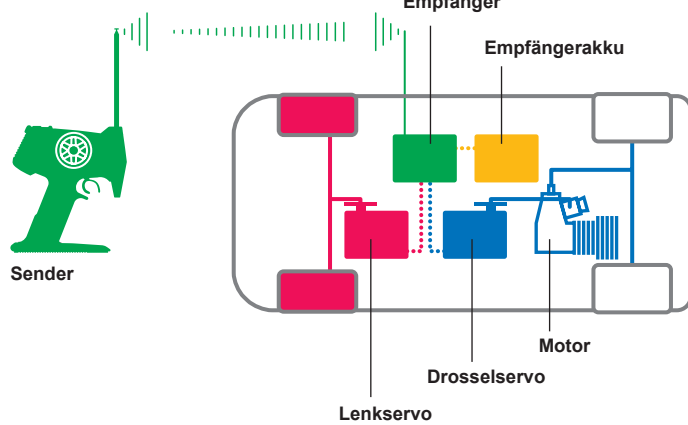 Empfänger
Empfängerakku
Sender
Motor
Drosselservo
Lenkservo